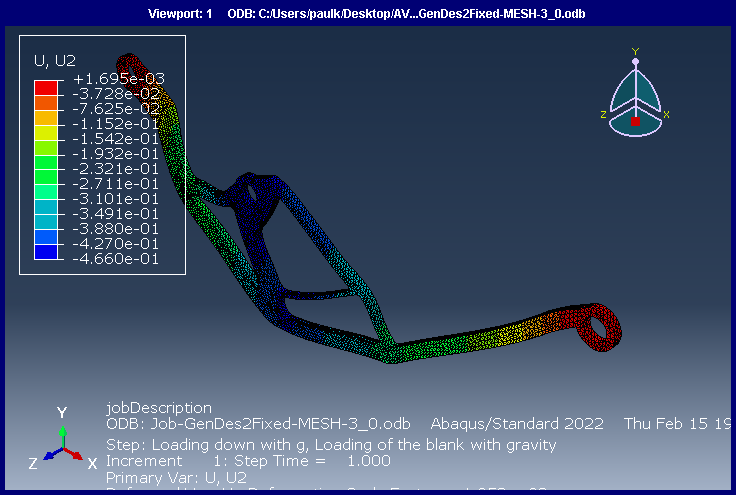 Viewport: 1 ODB: C:/Users/paulk/Desktop/AV...GenDes2Fixed-MESH-3_0.odb
U, U2
+1.695e-03
-3.728e-02
-7.625e-02
-1.152e-01
-1.542e-01
-1.932e-01
-2.321e-01
-2.711e-01
-3.101e-01
-3.491e-01
-3.880e-01
-4.270e-01
-4.660e-01
Y
Z X
Y
Z X
jobDescription
ODB: Job-GenDes2Fixed-MESH-3_0.odb Abaqus/Standard 2022 Thu Feb 15 19
Step: Loading down with g, Loading of the blank with gravity
Increment 1: Step Time = 1.000
Primary Var: U, U2